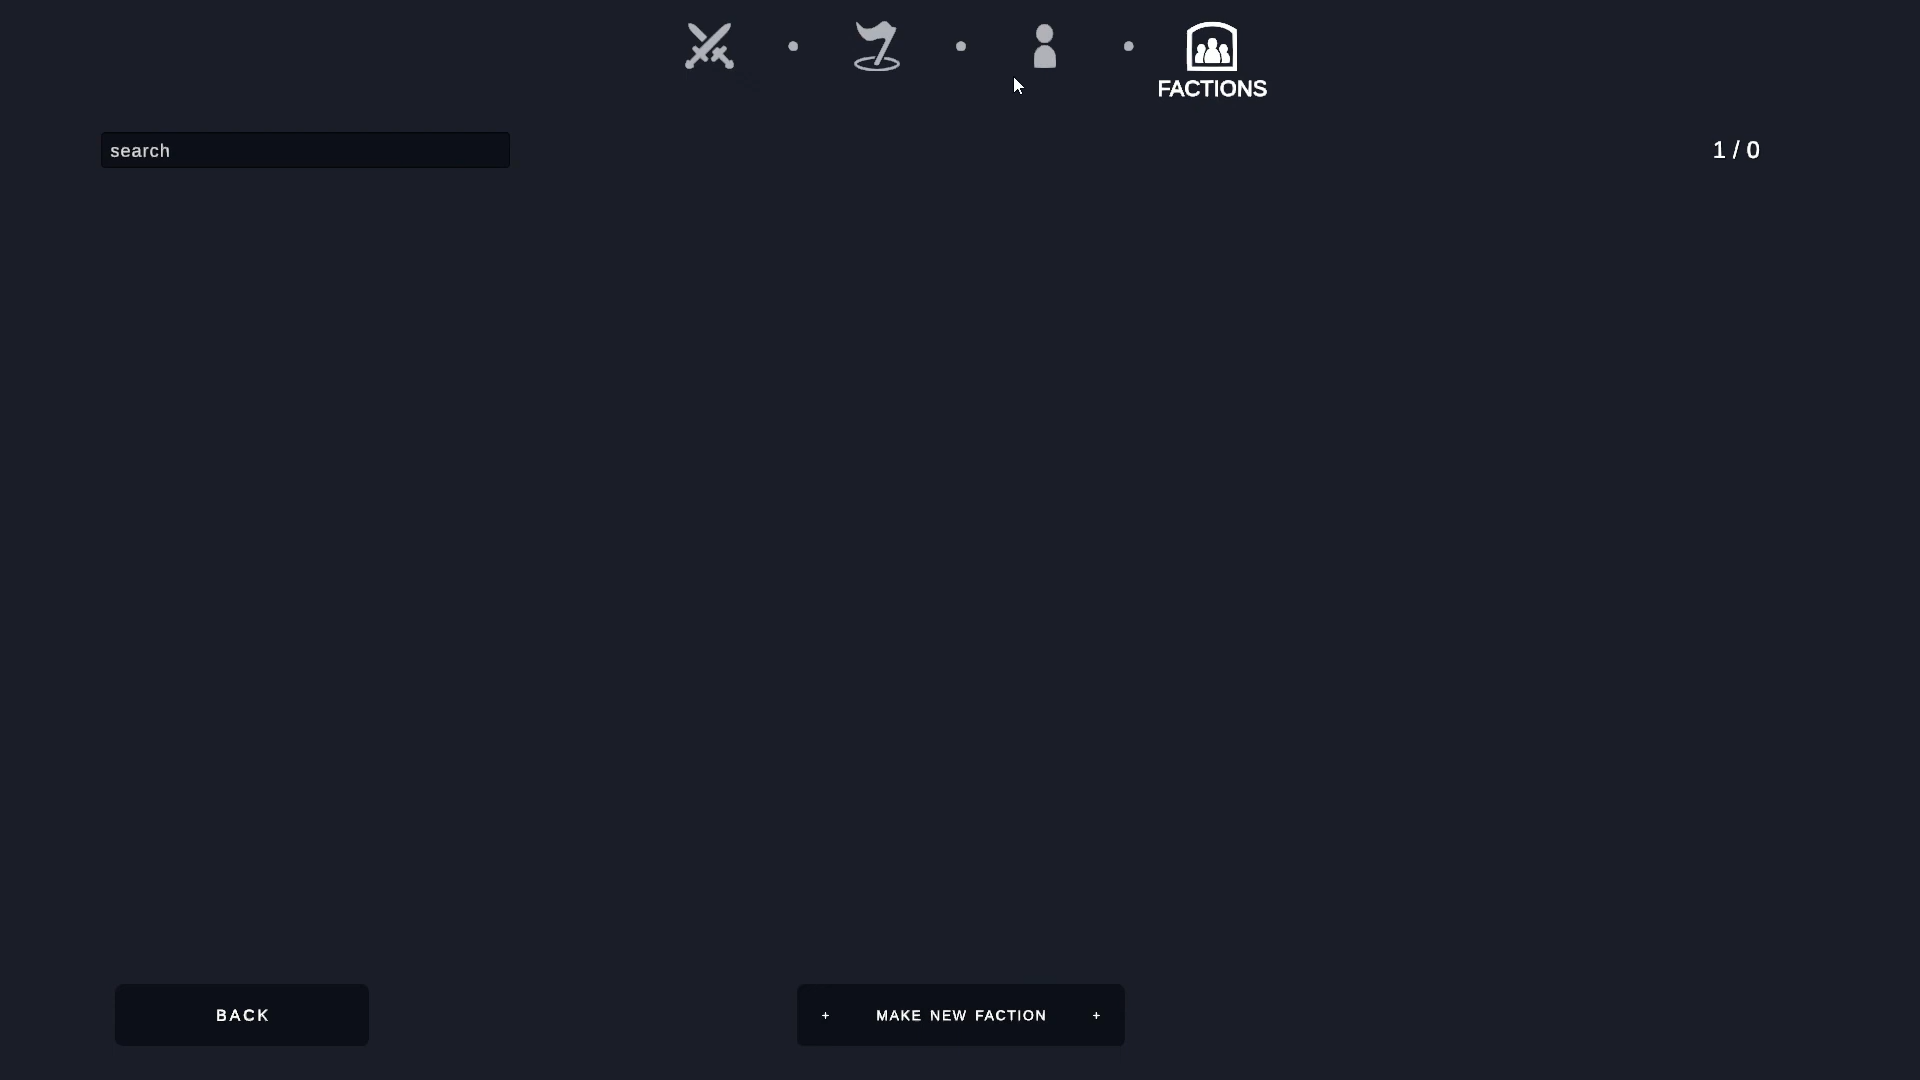 FACTIONS
search
1 / 0
BACK
+ MAKE NEW FACTION +